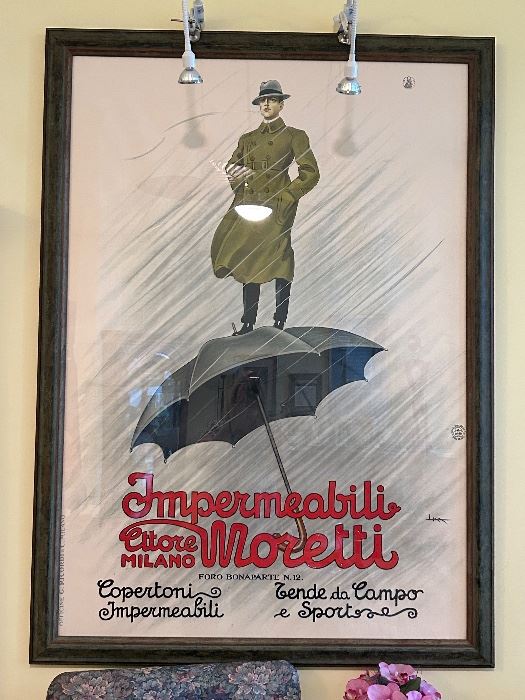 Impermeabili
Ettore Moretti
MILANO
FORO BONAPARTE N.12.
Copertoni Impermeabili
Tende da Campo
e Sport